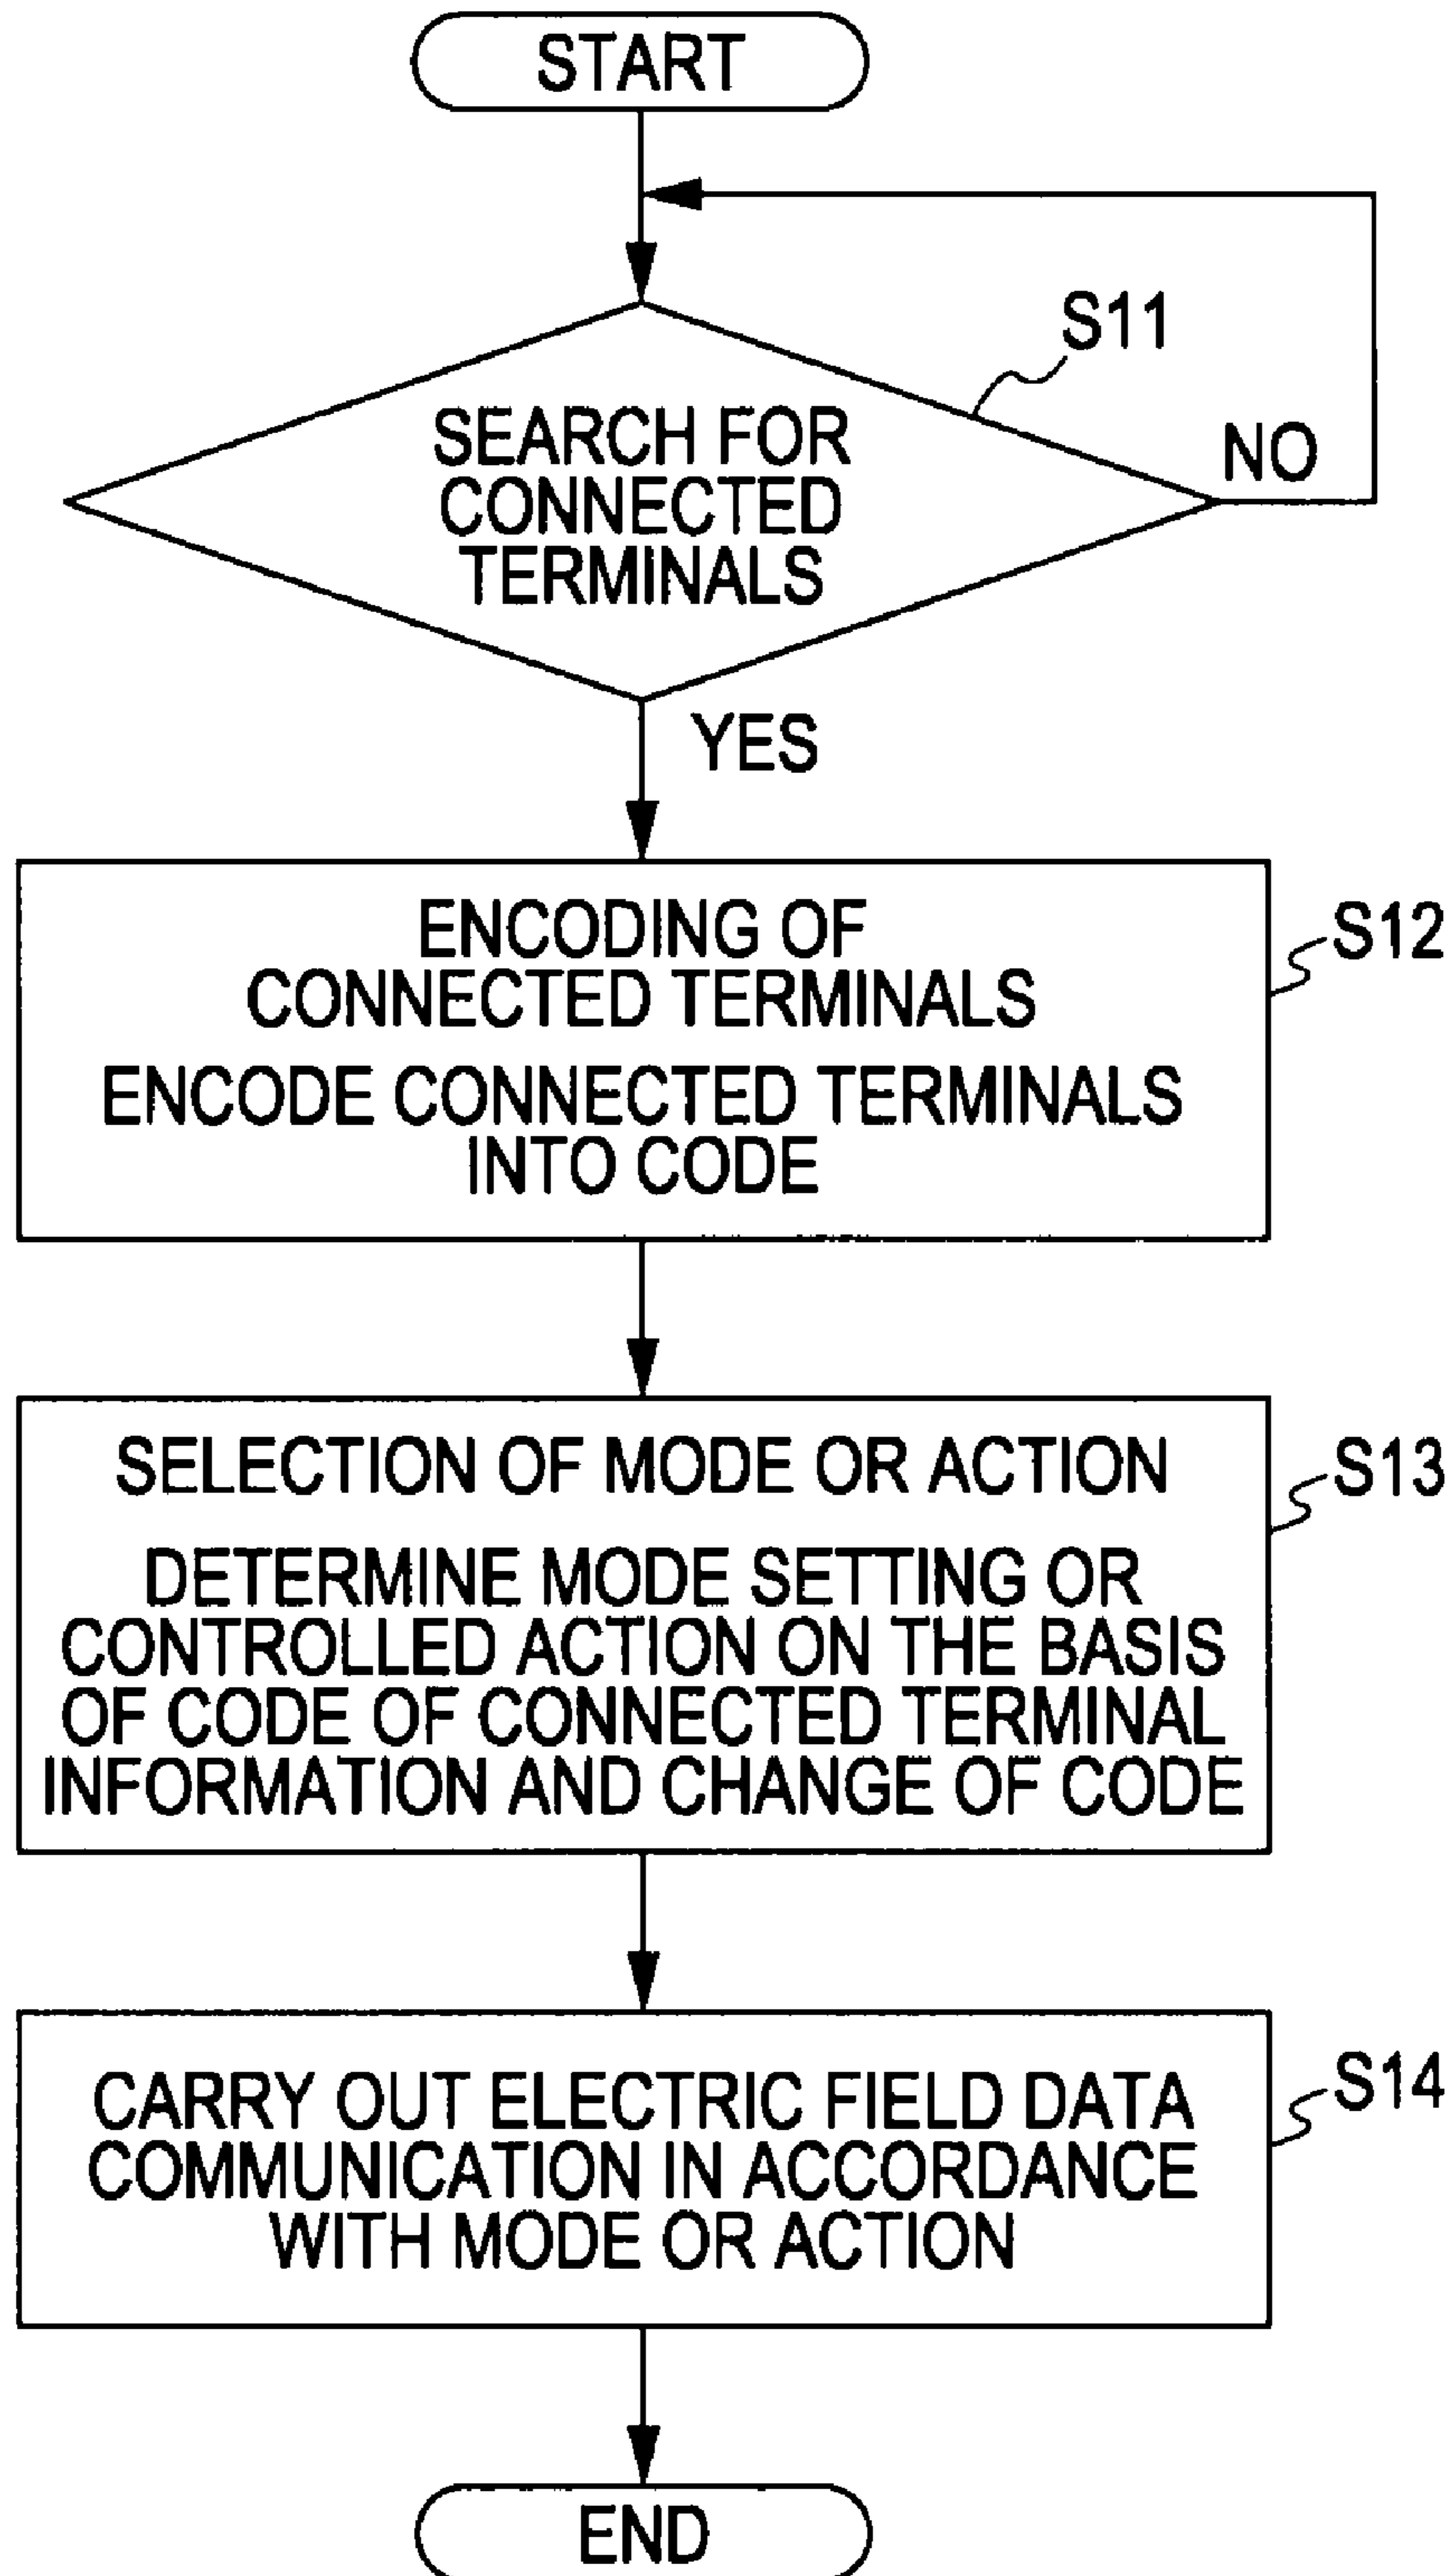 START
S11
SEARCH FOR
CONNECTED
TERMINALS
NO
YES
ENCODING OF
CONNECTED TERMINALS
ENCODE CONNECTED TERMINALS
INTO CODE
S12
SELECTION OF MODE OR ACTION
DETERMINE MODE SETTING OR
CONTROLLED ACTION ON THE BASIS
OF CODE OF CONNECTED TERMINAL
INFORMATION AND CHANGE OF CODE
S13
CARRY OUT ELECTRIC FIELD DATA
COMMUNICATION IN ACCORDANCE
WITH MODE OR ACTION
S14
END